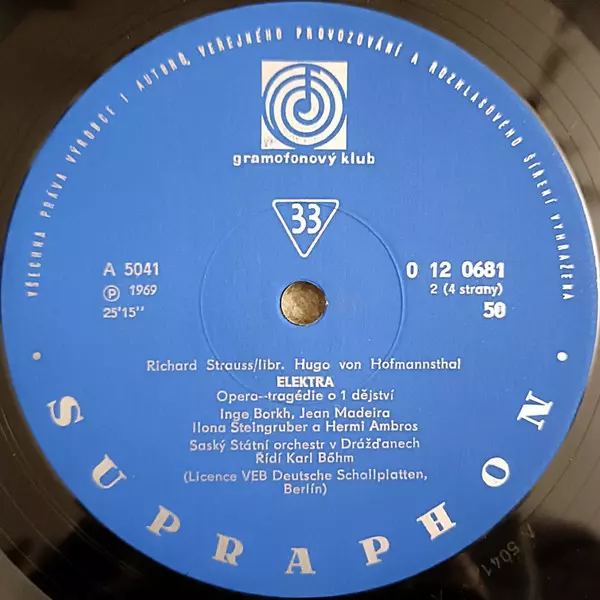 VŠECHNA PRÁVA VÝROBCE I AUTORŮ, VEŘEJNÉHO PROVOZOVÁNÍ A ROZHLASOVÉHO ŠÍŘENÍ VYHRAŽENA
gramofonový klub
33
A 5041
℗ 1969
25'15''
0 12 0681
2 (4 strany)
50
Richard Strauss/libr. Hugo von Hofmannsthal
ELEKTRA
Opera-tragédie o 1 dějství
Inge Borkh, Jean Madeira
Ilona Steingruber a Hermi Ambros
Saský Státní orchestr v Drážďanech
Řídí Karl Bőhm
(Licence VEB Deutsche Schallplatten,
Berlín)
• SUPRAPHON •
A 5041